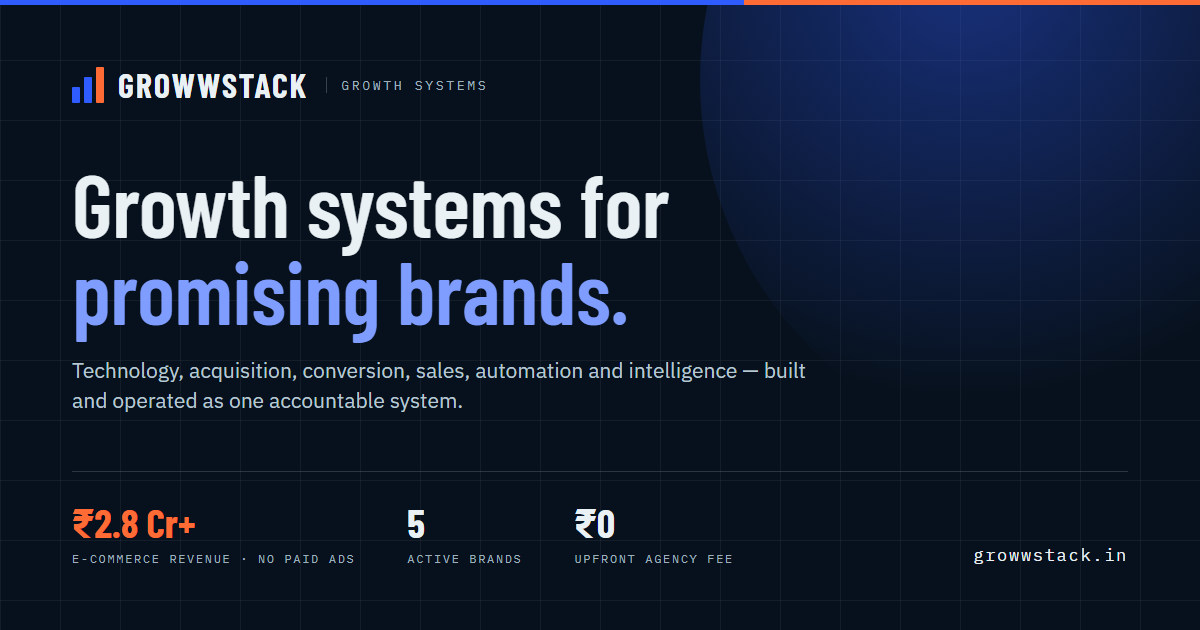 GROWWSTACK
GROWTH SYSTEMS
Growth systems for
promising brands.
Technology, acquisition, conversion, sales, automation and intelligence — built
and operated as one accountable system.
₹2.8 Cr+
E-COMMERCE REVENUE · NO PAID ADS
5
ACTIVE BRANDS
₹0
UPFRONT AGENCY FEE
growwstack.in